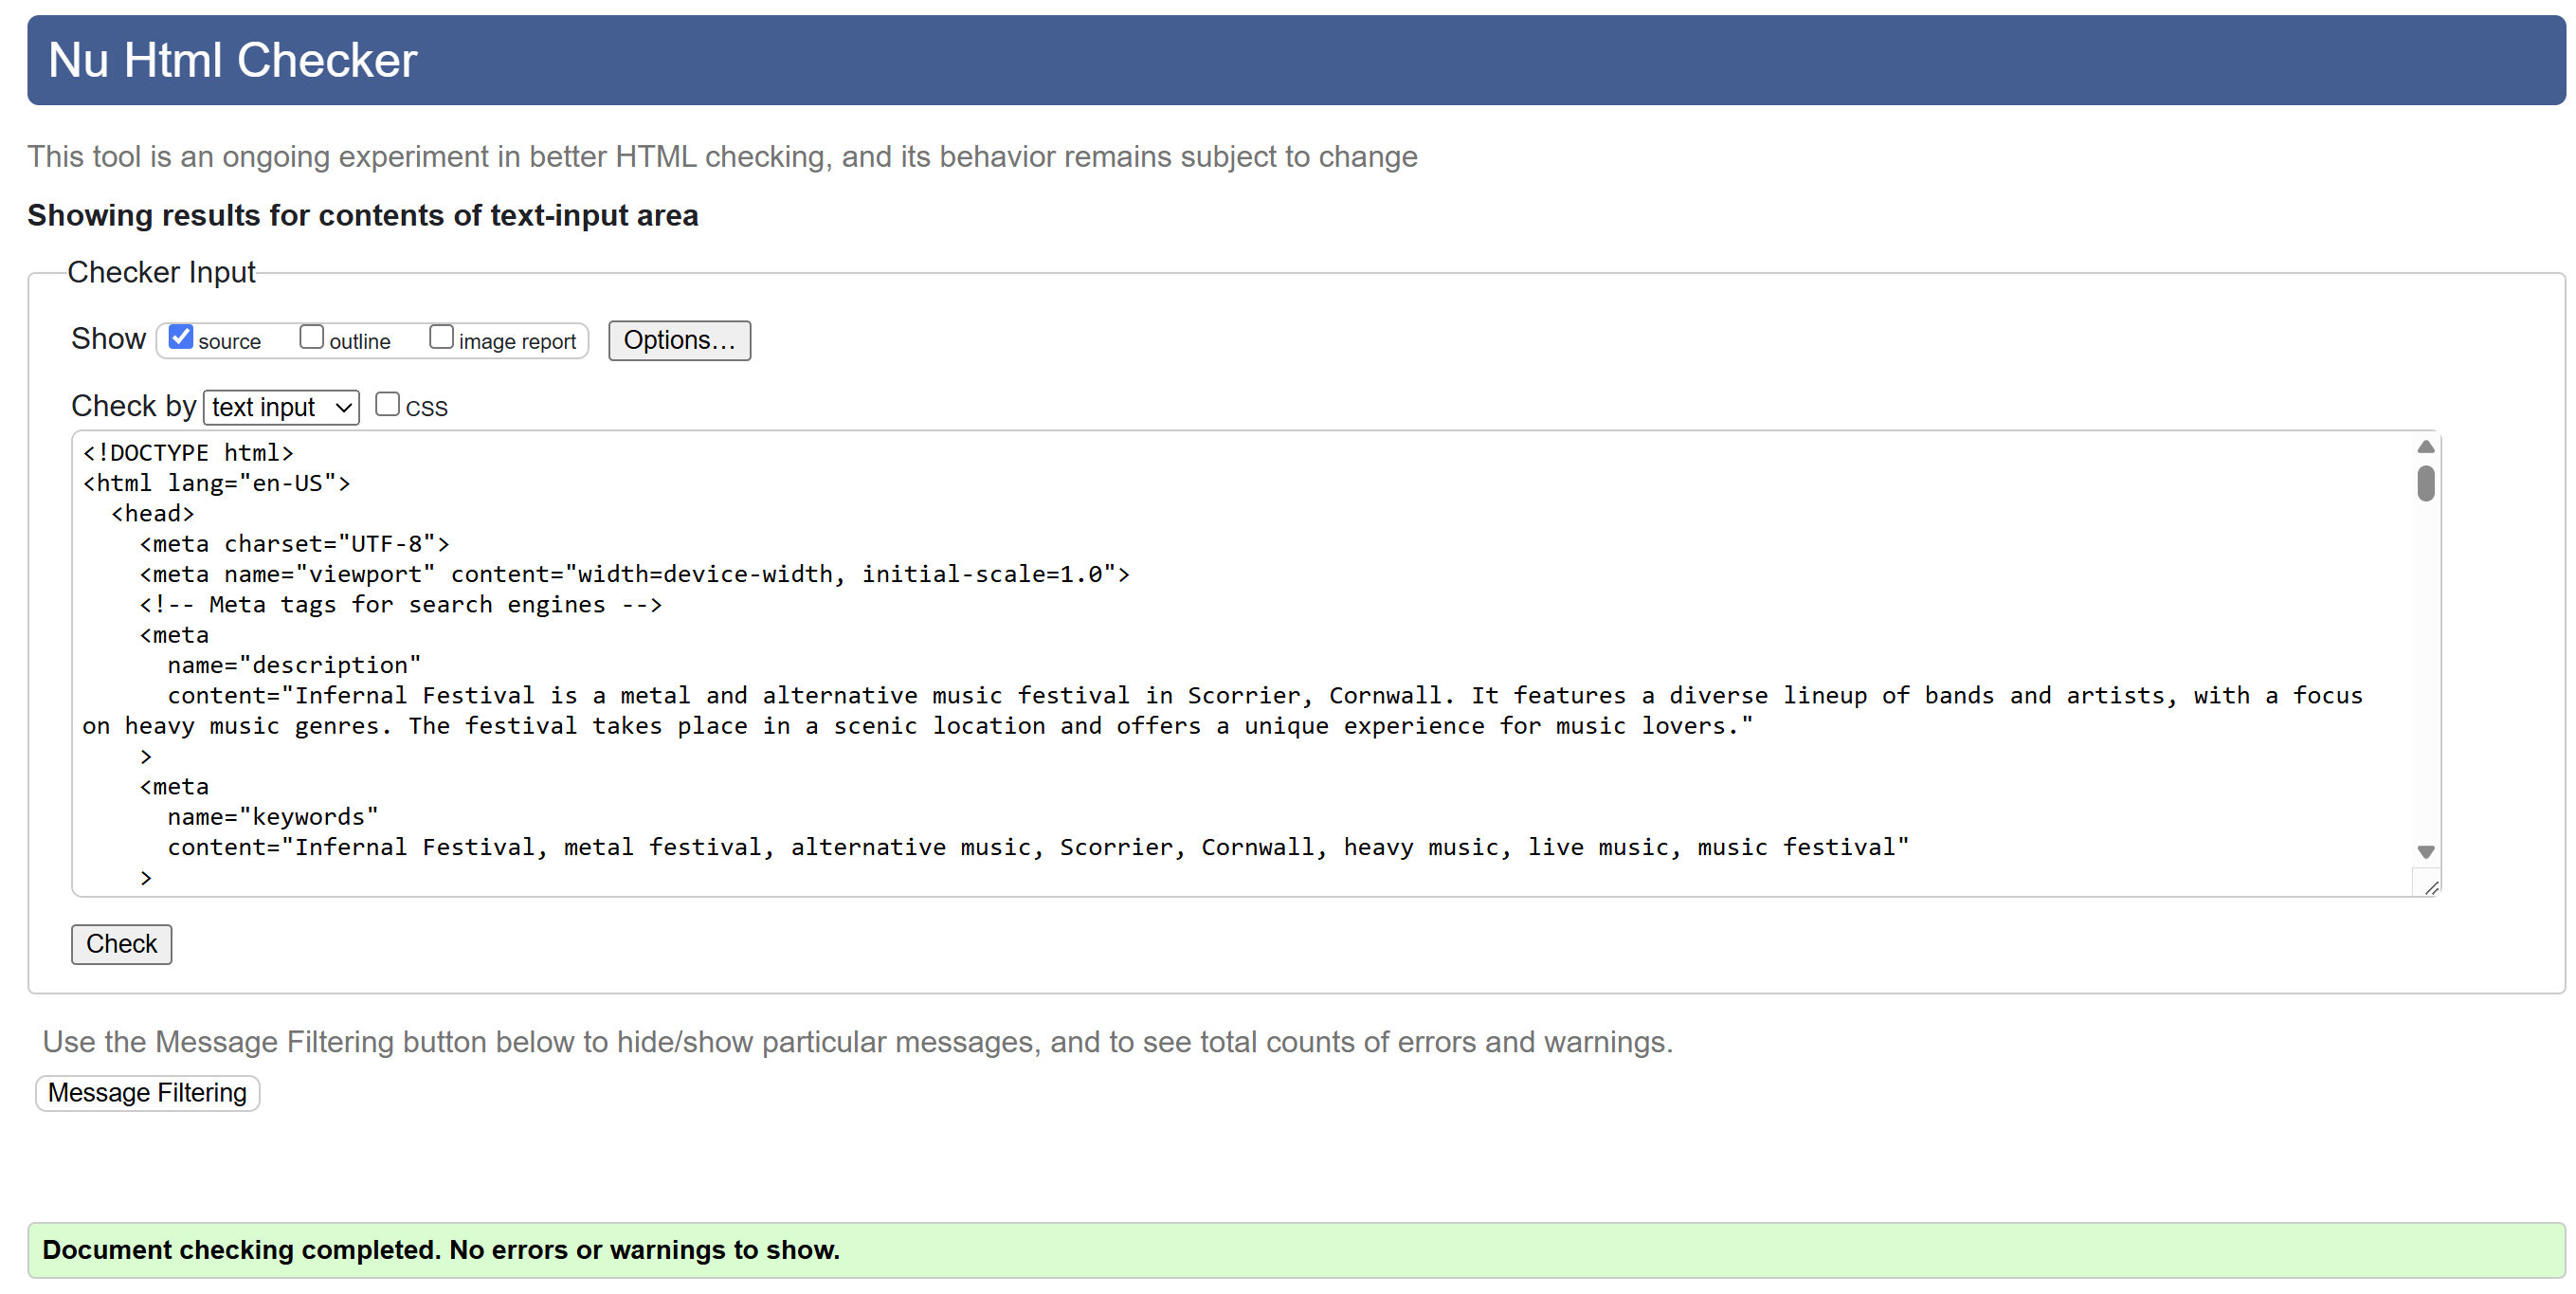 Nu Html Checker
This tool is an ongoing experiment in better HTML checking, and its behavior remains subject to change
Showing results for contents of text-input area
Checker Input
Show source outline image report Options…
Check by text input CSS
<!DOCTYPE html>
<html lang="en-US">
  <head>
    <meta charset="UTF-8">
    <meta name="viewport" content="width=device-width, initial-scale=1.0">
    <!-- Meta tags for search engines -->
    <meta
      name="description"
      content="Infernal Festival is a metal and alternative music festival in Scorrier, Cornwall. It features a diverse lineup of bands and artists, with a focus
on heavy music genres. The festival takes place in a scenic location and offers a unique experience for music lovers."
    >
    <meta
      name="keywords"
      content="Infernal Festival, metal festival, alternative music, Scorrier, Cornwall, heavy music, live music, music festival"
    >
Check
Use the Message Filtering button below to hide/show particular messages, and to see total counts of errors and warnings.
Message Filtering
Document checking completed. No errors or warnings to show.